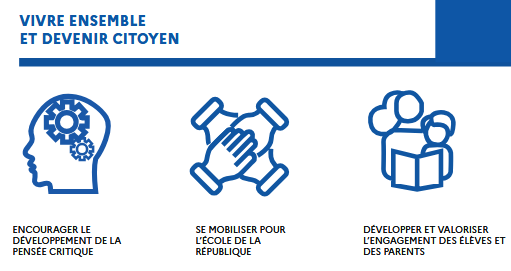 VIVRE ENSEMBLE
ET DEVENIR CITOYEN
ENCOURAGER LE
DÉVELOPPEMENT DE LA
PENSÉE CRITIQUE
SE MOBILISER POUR
L'ÉCOLE DE LA
RÉPUBLIQUE
DÉVELOPPER ET VALORISER
L'ENGAGEMENT DES ÉLÈVES ET
DES PARENTS